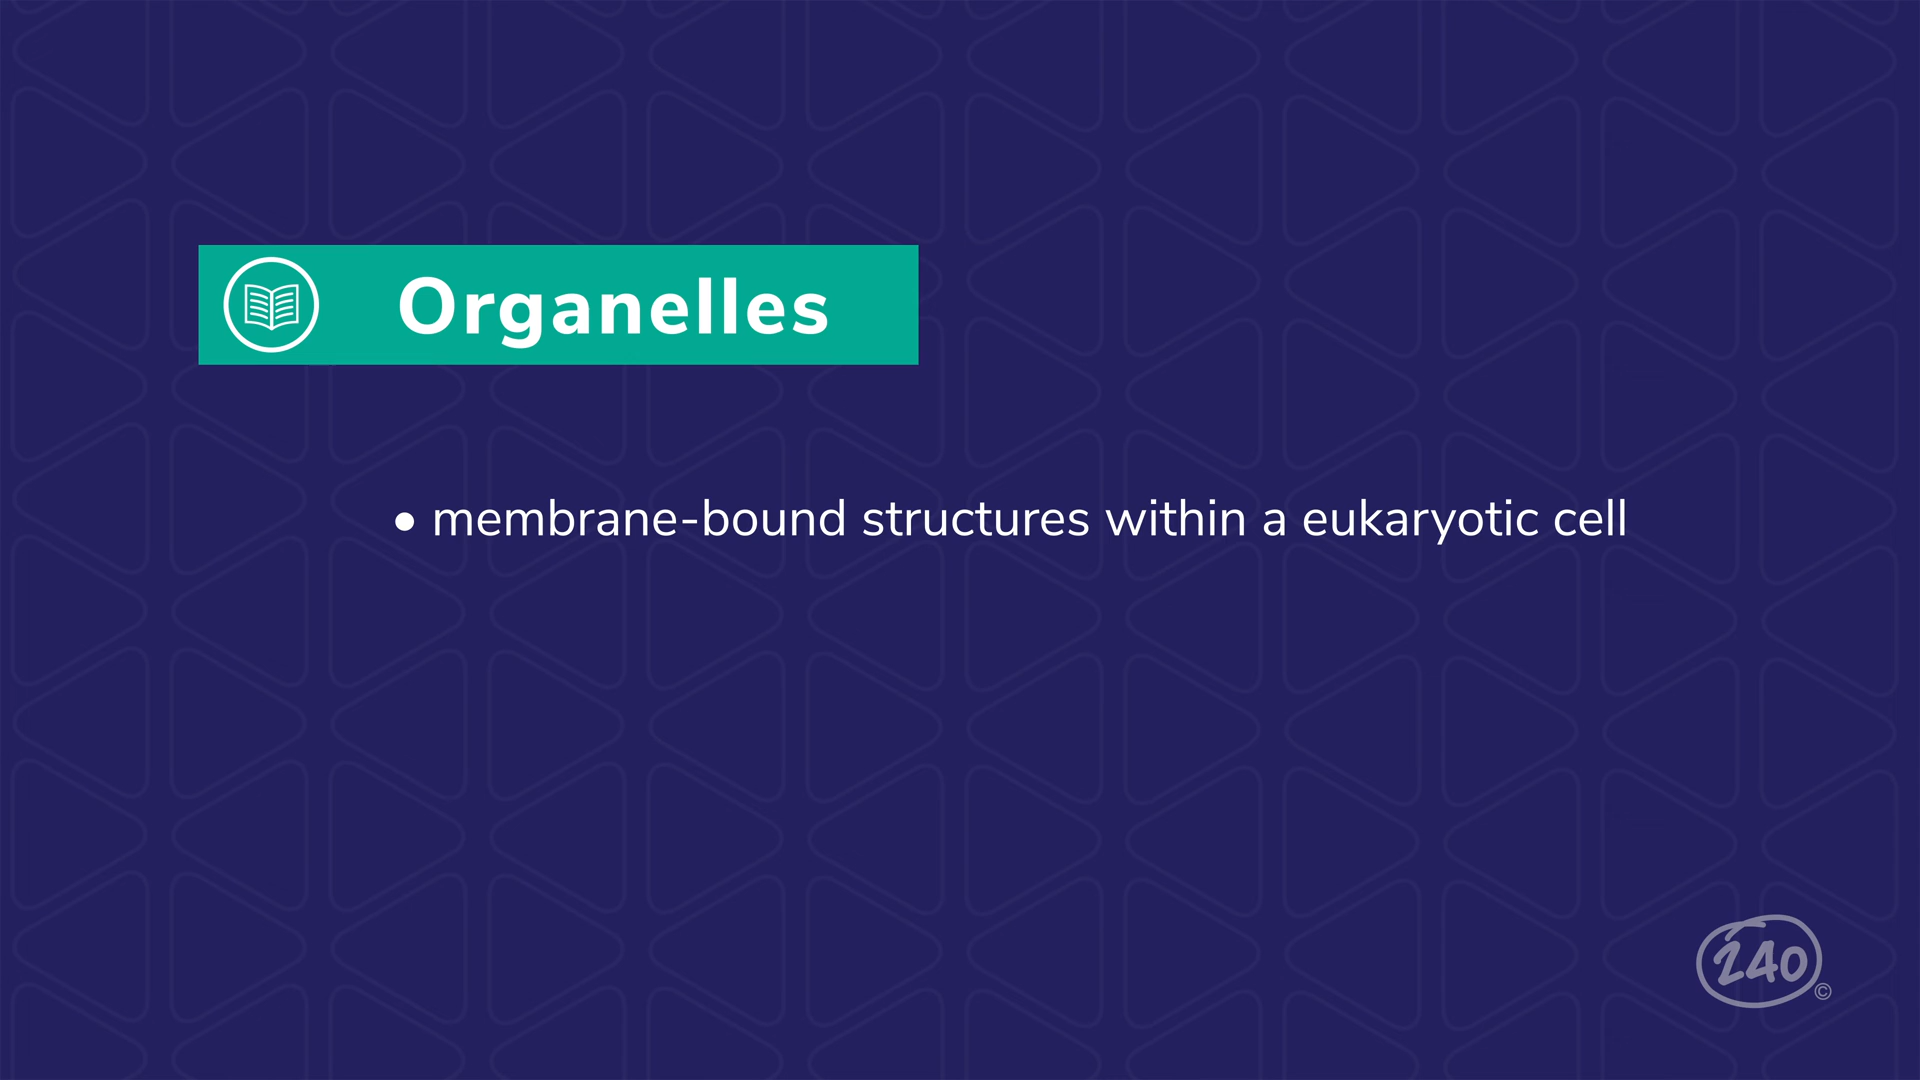 Organelles
• membrane-bound structures within a eukaryotic cell
240
©